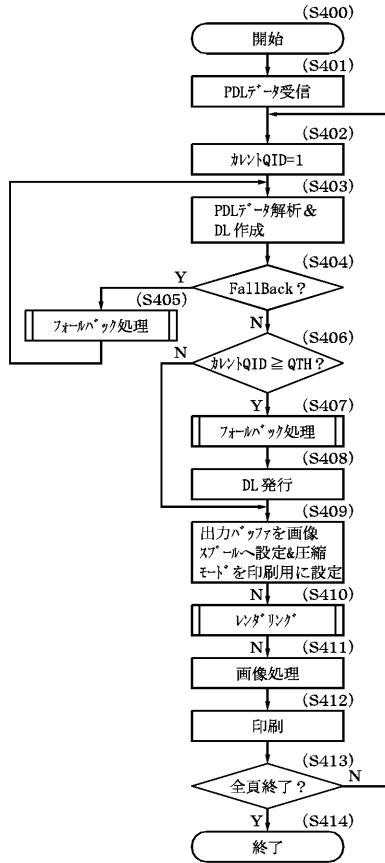 (S400)
開始
(S401)
PDLﾃﾞｰﾀ受信
(S402)
ｶﾚﾝﾄQID=1
(S403)
PDLﾃﾞｰﾀ解析&
DL作成
(S404)
Y
FallBack?
(S405)
ﾌｫｰﾙﾊﾞｯｸ処理
N
(S406)
N
ｶﾚﾝﾄQID≧QTH?
Y
(S407)
ﾌｫｰﾙﾊﾞｯｸ処理
(S408)
DL発行
(S409)
出力ﾊﾞｯﾌｧを画像
ｽﾌﾟｰﾙへ設定&圧縮
ﾓｰﾄﾞを印刷用に設定
N
(S410)
ﾚﾝﾀﾞﾘﾝｸﾞ
N
(S411)
画像処理
(S412)
印刷
(S413)
全頁終了?
N
Y
(S414)
終了